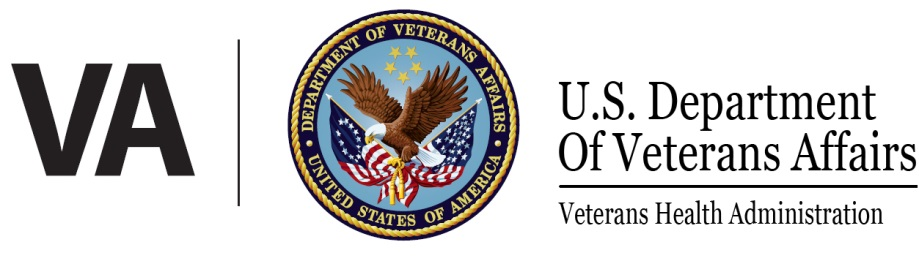 VA
DEPARTMENT OF VETERANS AFFAIRS
UNITED STATES OF AMERICA
U.S. Department
Of Veterans Affairs
Veterans Health Administration